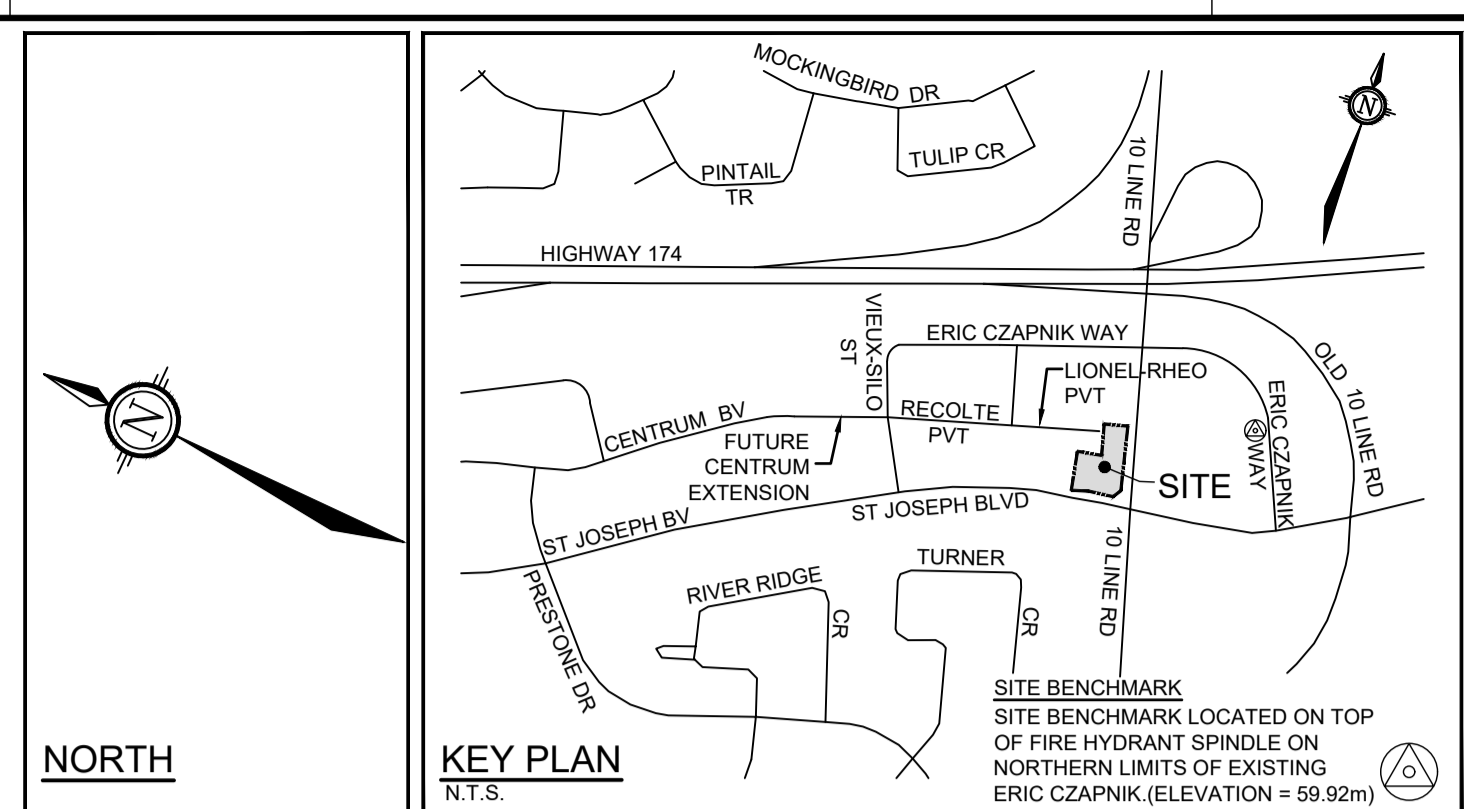 N
NORTH
MOCKINGBIRD DR
PINTAIL
TR
TULIP CR
10 LINE RD
N
HIGHWAY 174
VIEUX-SILO
ST
ERIC CZAPNIK WAY
LIONEL-RHEO
PVT
OLD 10 LINE RD
ERIC CZAPNIK
WAY
CENTRUM BV
RECOLTE
PVT
FUTURE
CENTRUM
EXTENSION
SITE
ST JOSEPH BV
ST JOSEPH BLVD
10 LINE RD
PRESTONE DR
RIVER RIDGE
CR
TURNER
CR
SITE BENCHMARK
SITE BENCHMARK LOCATED ON TOP
OF FIRE HYDRANT SPINDLE ON
NORTHERN LIMITS OF EXISTING
ERIC CZAPNIK.(ELEVATION = 59.92m)
KEY PLAN
N.T.S.